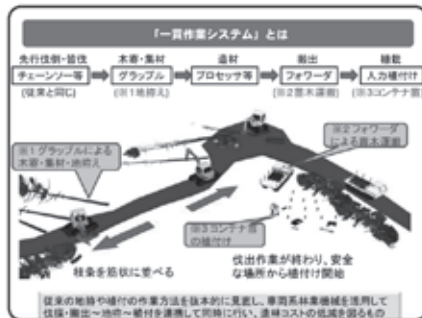 「一貫作業システム」とは
先行伐倒・皆伐 木寄・集材 造材 搬出 植栽
チェーンソー等 グラップル プロセッサ等 フォワーダ 人力植付け
(従来と同じ) (※1地拵え) (※2苗木運搬) (※3コンテナ苗)
※1グラップルによる
木寄・集材・地拵え
※2フォワーダ
による苗木運搬
※3コンテナ苗
の植付け
枝条を筋状に並べる
伐出作業が終わり、安全
な場所から植付け開始
従来の地拵や植付の作業方法を抜本的に見直し、車両系林業機械を活用して
伐採・搬出～地拵～植付を連携して同時に行い、造林コストの低減を図るもの